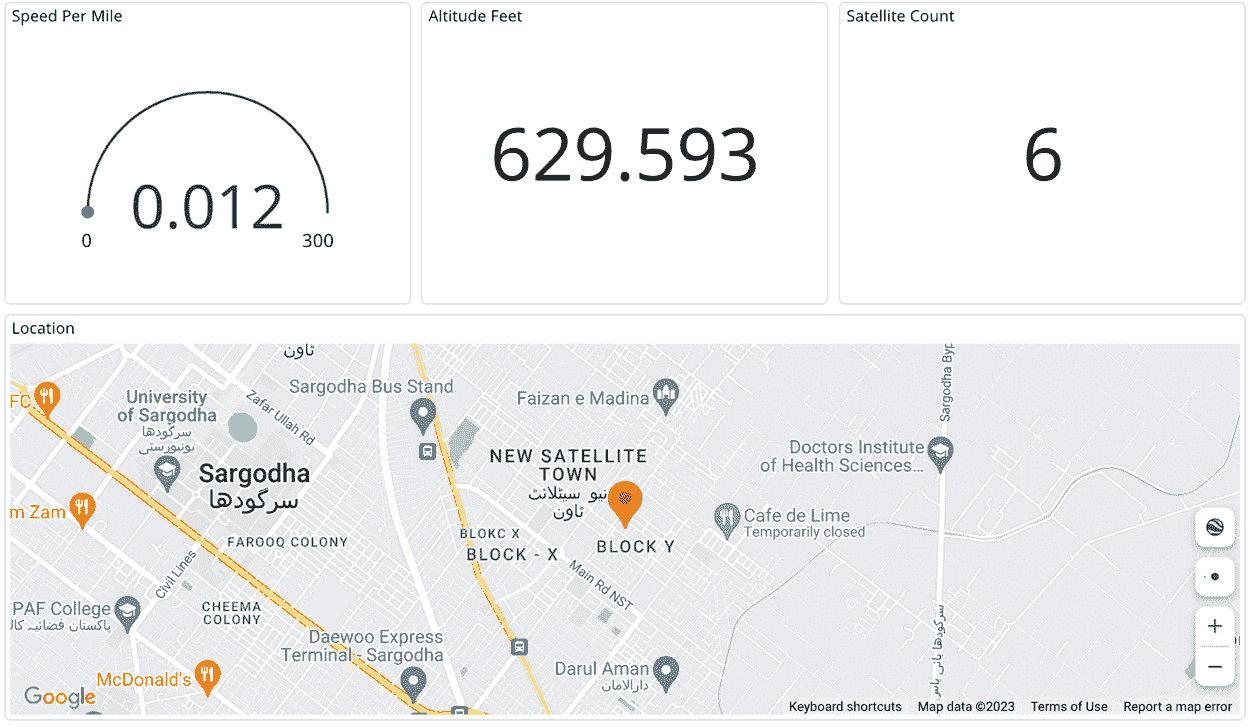 Speed Per Mile
0.012
0
300
Altitude Feet
629.593
Satellite Count
6
Location
ٹاون
Sargodha Bus Stand
Faizan e Madina
FC
University
of Sargodha
سرگودھا
یونیورسٹی
Zafar Ullah Rd
Sargodha
سرگودھا
NEW SATELLITE
TOWN
نیو سیٹلائٹ
ٹاون
Doctors Institute
of Health Sciences...
Sargodha Byp
m Zam
FAROOQ COLONY
BLOKC X
BLOCK - X
BLOCK Y
Cafe de Lime
Temporarily closed
Civil Lines
Main Rd NST
PAF College
پاکستان فضائیہ کال
CHEEMA
COLONY
Daewoo Express
Terminal - Sargodha
Darul Aman
دارالامان
سرگودھا بائی پاس
McDonald's
Google
Keyboard shortcuts
Map data ©2023
Terms of Use
Report a map error